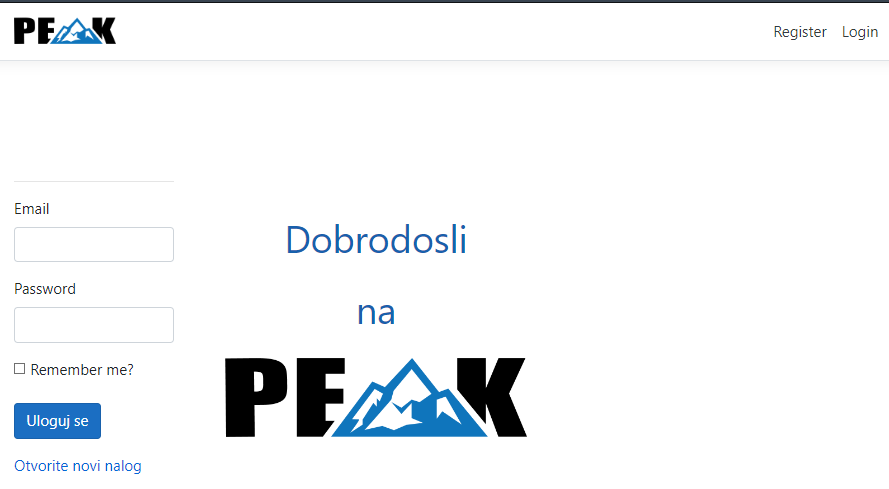 PEAK
Register Login
Email
Password
Remember me?
Uloguj se
Otvorite novi nalog
Dobrodosli
na
PEAK